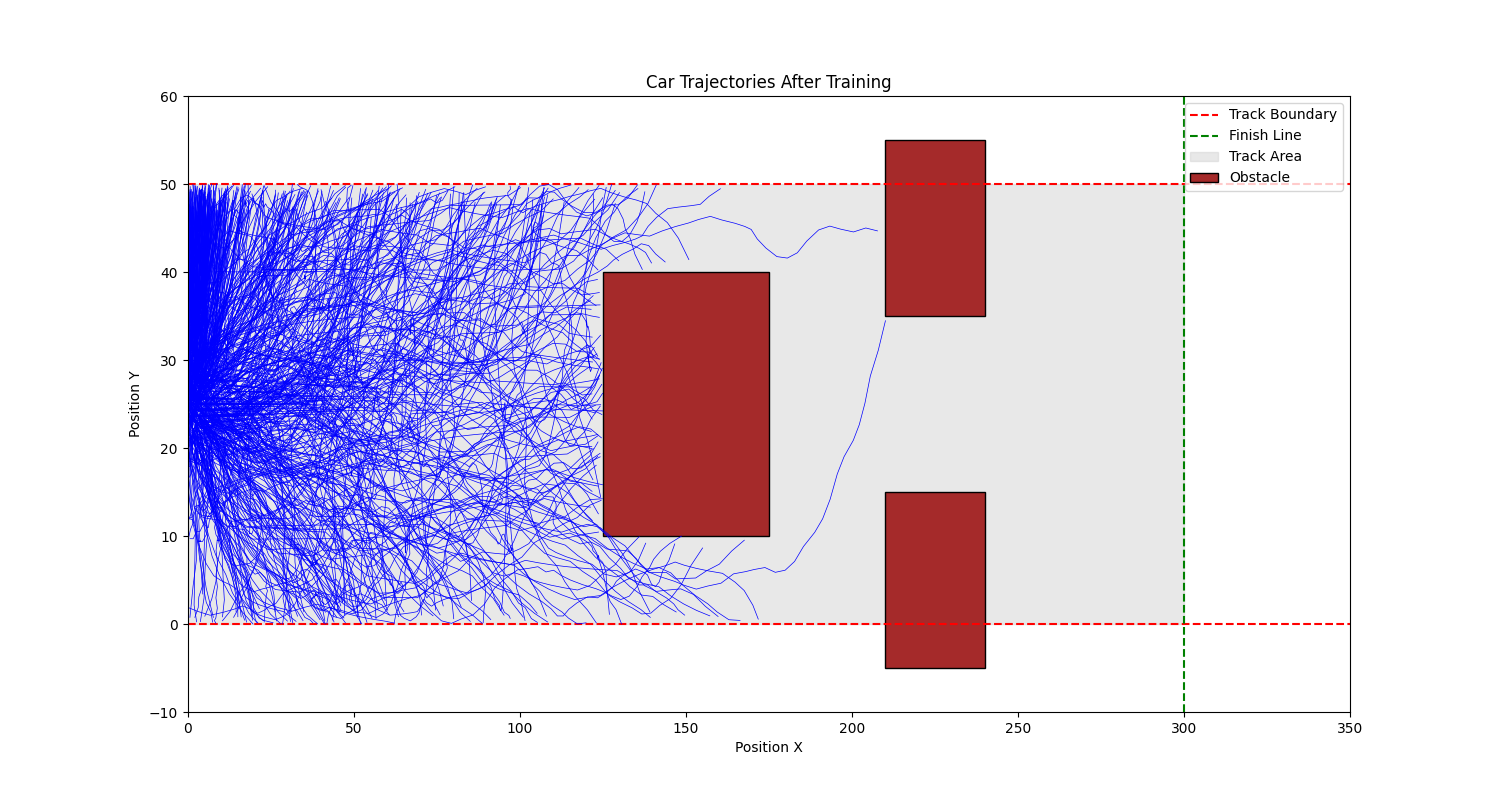 Car Trajectories After Training
60
50
40
30
20
10
0
−10
Position Y
Track Boundary
Finish Line
Track Area
Obstacle
0 50 100 150 200 250 300 350
Position X